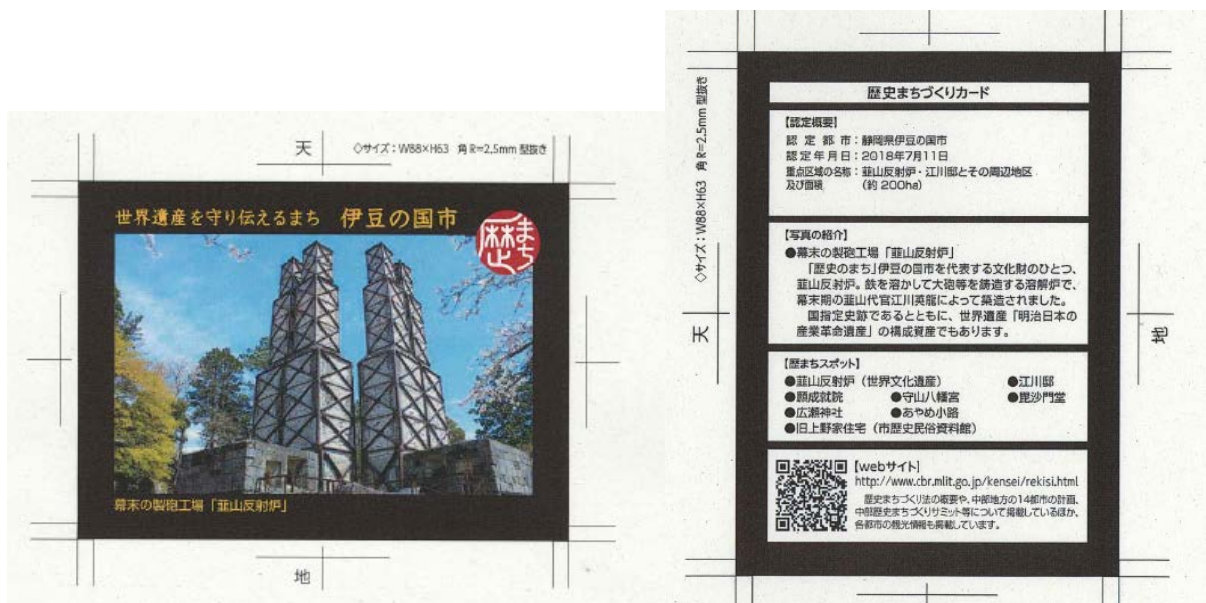 天
◇サイズ：W88×H63 角R=2.5mm 型抜き
世界遺産を守り伝えるまち 伊豆の国市
歴まち
幕末の製砲工場「韮山反射炉」
地
◇サイズ：W88×H63 角R=2.5mm 型抜き
天
地
歴史まちづくりカード
【認定概要】
認定都市：静岡県伊豆の国市
認定年月日：2018年7月11日
重点区域の名称：韮山反射炉・江川邸とその周辺地区
及び面積 （約200ha）
【写真の紹介】
●幕末の製砲工場「韮山反射炉」
「歴史のまち」伊豆の国市を代表する文化財のひとつ、
韮山反射炉。鉄を溶かして大砲等を鋳造する溶解炉で、
幕末期の韮山代官江川英龍によって築造されました。
国指定史跡であるとともに、世界遺産「明治日本の
産業革命遺産」の構成資産でもあります。
【歴まちスポット】
●韮山反射炉（世界文化遺産） ●江川邸
●願成就院 ●守山八幡宮 ●毘沙門堂
●広瀬神社 ●あやめ小路
●旧上野家住宅（市歴史民俗資料館）
【webサイト】
http://www.cbr.mlit.go.jp/kensei/rekisi.html
歴史まちづくり法の概要や、中部地方の14都市の計画、
中部歴史まちづくりサミット等について掲載しているほか、
各都市の観光情報も掲載しています。